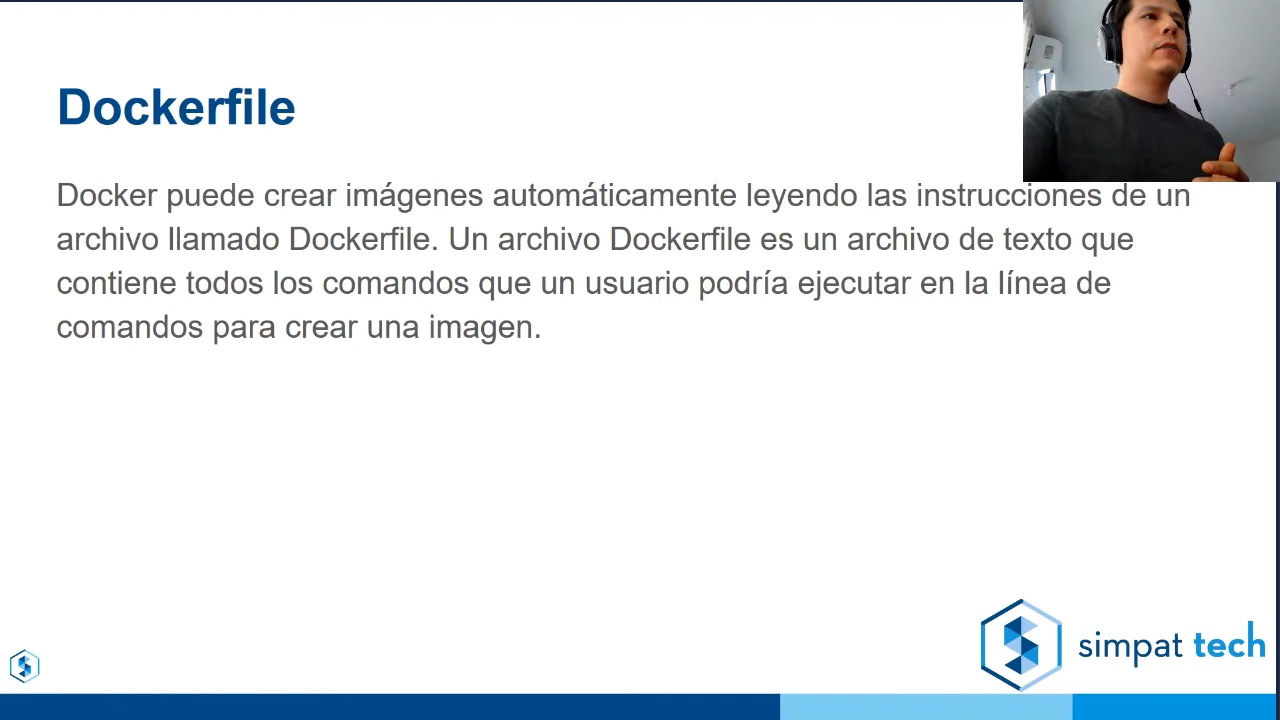 Dockerfile
Docker puede crear imágenes automáticamente leyendo las instrucciones de un
archivo llamado Dockerfile. Un archivo Dockerfile es un archivo de texto que
contiene todos los comandos que un usuario podría ejecutar en la línea de
comandos para crear una imagen.
simpat tech